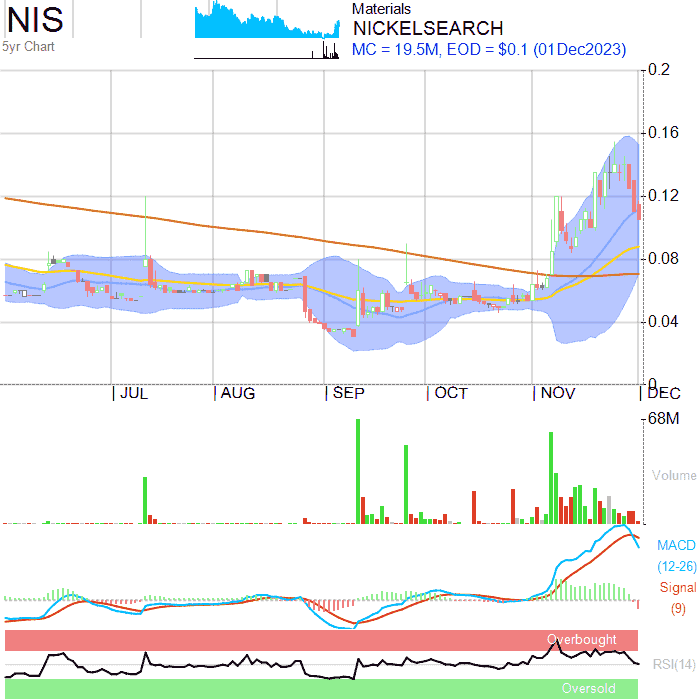 NIS
5yr Chart
Materials
NICKELSEARCH
MC = 19.5M, EOD = $0.1 (01Dec2023)
0.2
0.16
0.12
0.08
0.04
0
JUL AUG SEP OCT NOV DEC
68M
Volume
MACD
(12-26)
Signal
(9)
Overbought
RSI(14)
Oversold